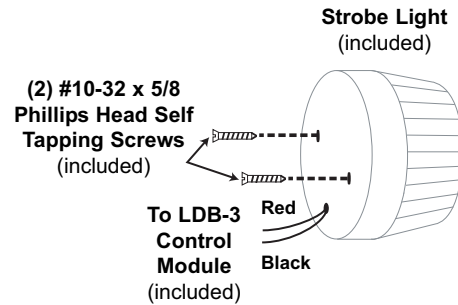 Strobe Light
(included)
(2) #10-32 x 5/8
Phillips Head Self
Tapping Screws
(included)
To LDB-3
Control
Module
(included)
Red
Black